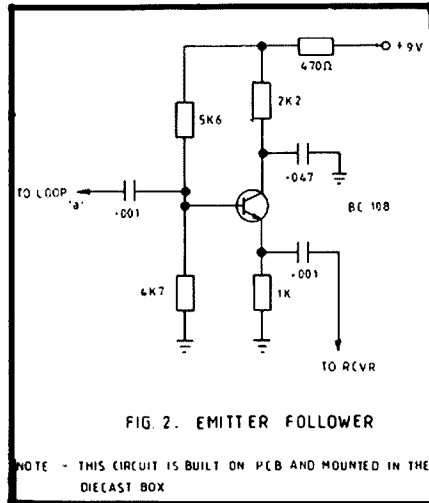 +9V
470Ω
2K2
5K6
.047
TO LOOP
'a'
.001
BC 108
.001
4K7
1K
TO RCVR
FIG. 2. EMITTER FOLLOWER
NOTE - THIS CIRCUIT IS BUILT ON PCB AND MOUNTED IN THE
DIECAST BOX